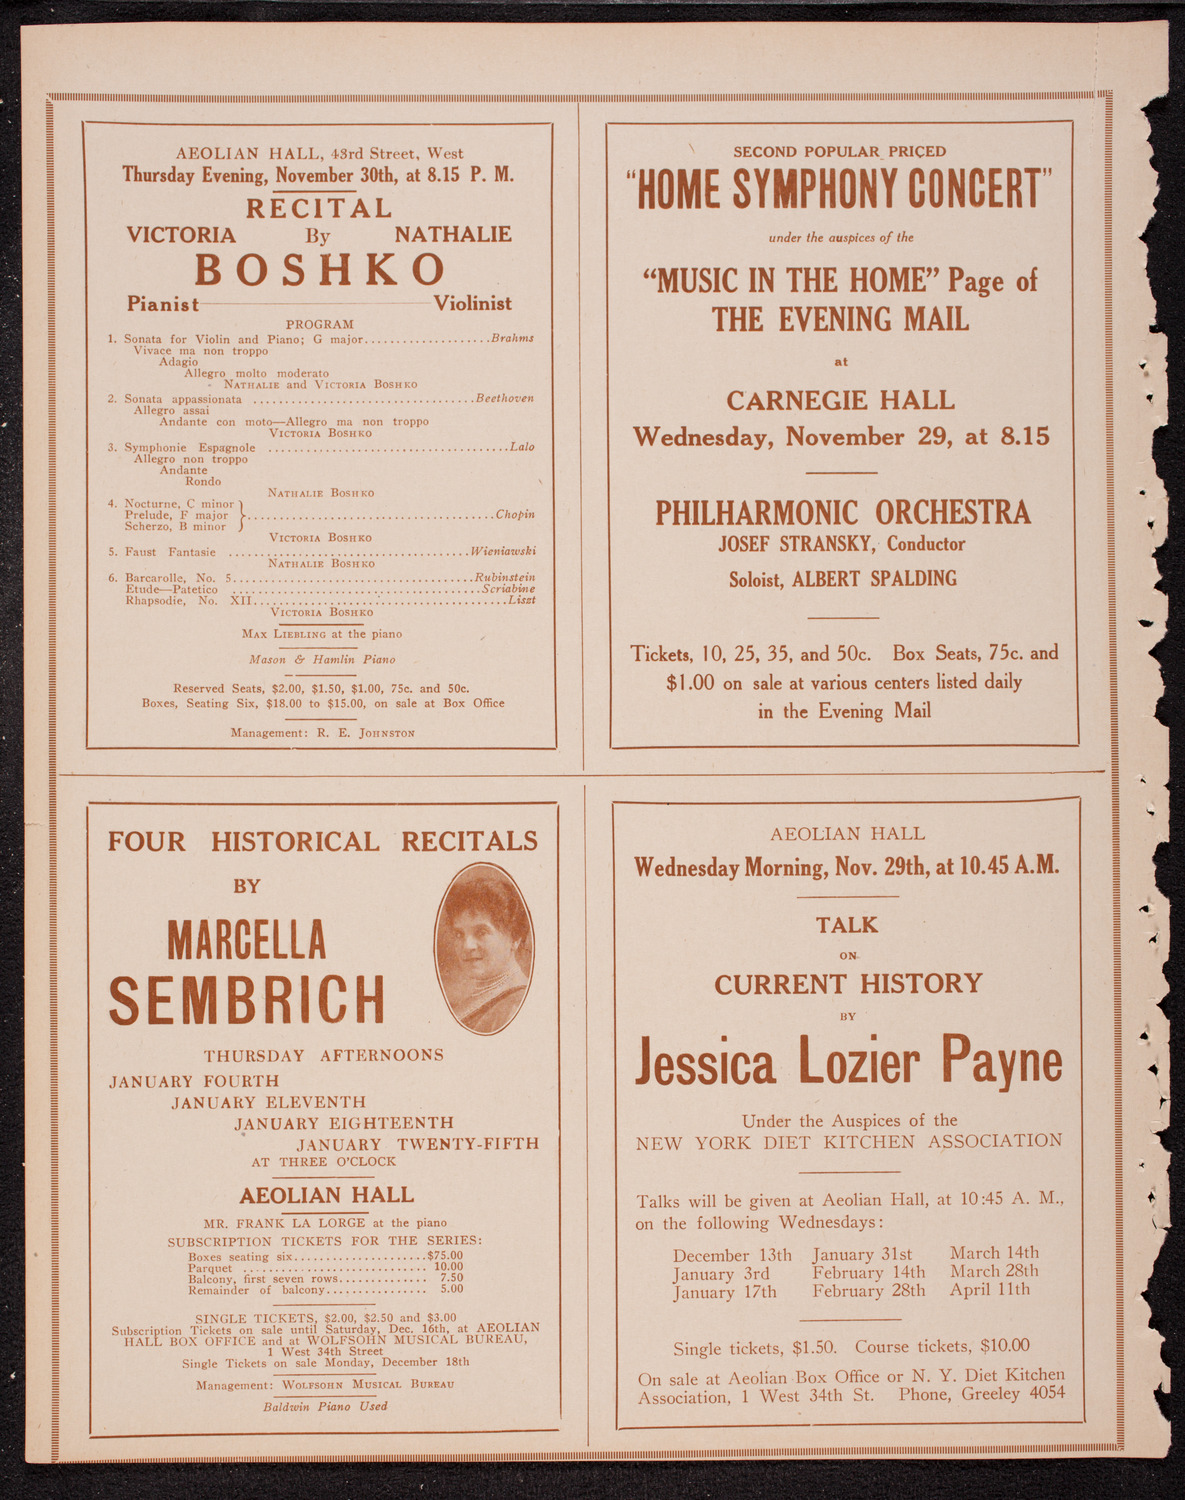 AEOLIAN HALL, 43rd Street, West
Thursday Evening, November 30th, at 8.15 P. M.
RECITAL
VICTORIA By NATHALIE
BOSHKO
Pianist Violinist
PROGRAM
1. Sonata for Violin and Piano; G major....................Brahms
Vivace ma non troppo
Adagio
Allegro molto moderato
NATHALIE and VICTORIA BOSHKO
2. Sonata appassionata ...................................Beethoven
Allegro assai
Andante con moto—Allegro ma non troppo
VICTORIA BOSHKO
3. Symphonie Espagnole ......................................Lalo
Allegro non troppo
Andante
Rondo
NATHALIE BOSHKO
4. Nocturne, C minor
Prelude, F major }.......................................Chopin
Scherzo, B minor
VICTORIA BOSHKO
5. Faust Fantasie ......................................Wieniawski
NATHALIE BOSHKO
6. Barcarolle, No. 5......................................Rubinstein
Etude—Patetico .......................................Scriabine
Rhapsodie, No. XII.........................................Liszt
VICTORIA BOSHKO
MAX LIEBLING at the piano
Mason & Hamlin Piano
Reserved Seats, $2.00, $1.50, $1.00, 75c. and 50c.
Boxes, Seating Six, $18.00 to $15.00, on sale at Box Office
Management: R. E. JOHNSTON
SECOND POPULAR PRICED
"HOME SYMPHONY CONCERT"
under the auspices of the
"MUSIC IN THE HOME" Page of
THE EVENING MAIL
at
CARNEGIE HALL
Wednesday, November 29, at 8.15
PHILHARMONIC ORCHESTRA
JOSEF STRANSKY, Conductor
Soloist, ALBERT SPALDING
Tickets, 10, 25, 35, and 50c. Box Seats, 75c. and
$1.00 on sale at various centers listed daily
in the Evening Mail
FOUR HISTORICAL RECITALS
BY
MARCELLA
SEMBRICH
THURSDAY AFTERNOONS
JANUARY FOURTH
JANUARY ELEVENTH
JANUARY EIGHTEENTH
JANUARY TWENTY-FIFTH
AT THREE O'CLOCK
AEOLIAN HALL
MR. FRANK LA LORGE at the piano
SUBSCRIPTION TICKETS FOR THE SERIES:
Boxes seating six.....................$75.00
Parquet ............................. 10.00
Balcony, first seven rows.............. 7.50
Remainder of balcony................ 5.00
SINGLE TICKETS, $2.00, $2.50 and $3.00
Subscription Tickets on sale until Saturday, Dec. 16th, at AEOLIAN
HALL BOX OFFICE and at WOLFSOHN MUSICAL BUREAU,
1 West 34th Street
Single Tickets on sale Monday, December 18th
Management: WOLFSOHN MUSICAL BUREAU
Baldwin Piano Used
AEOLIAN HALL
Wednesday Morning, Nov. 29th, at 10.45 A.M.
TALK
ON
CURRENT HISTORY
BY
Jessica Lozier Payne
Under the Auspices of the
NEW YORK DIET KITCHEN ASSOCIATION
Talks will be given at Aeolian Hall, at 10:45 A. M.,
on the following Wednesdays:
December 13th January 31st March 14th
January 3rd February 14th March 28th
January 17th February 28th April 11th
Single tickets, $1.50. Course tickets, $10.00
On sale at Aeolian Box Office or N. Y. Diet Kitchen
Association, 1 West 34th St. Phone, Greeley 4054